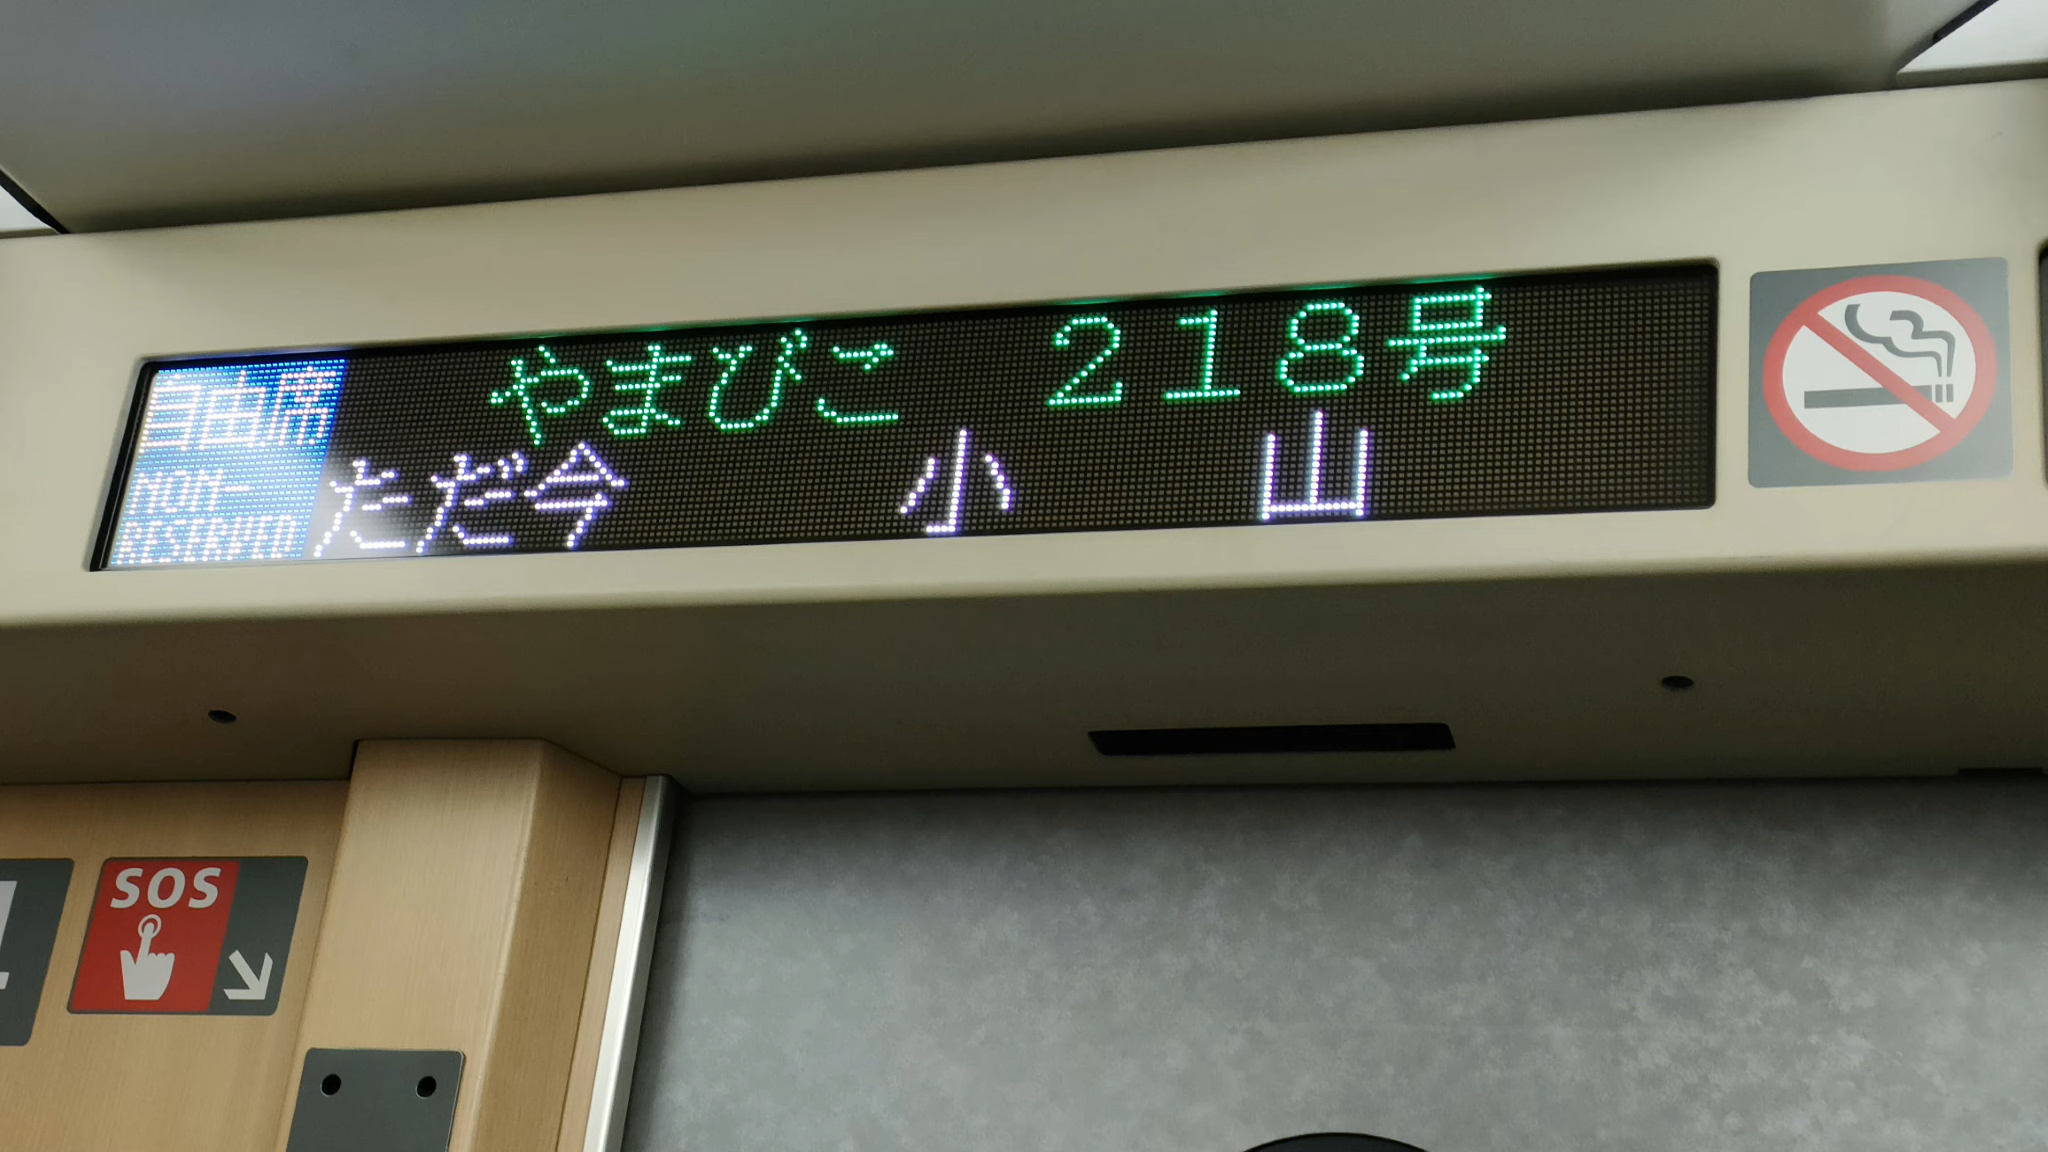 自由席
NON-
RESERVED
やまびこ 218号
ただ今 小山
SOS